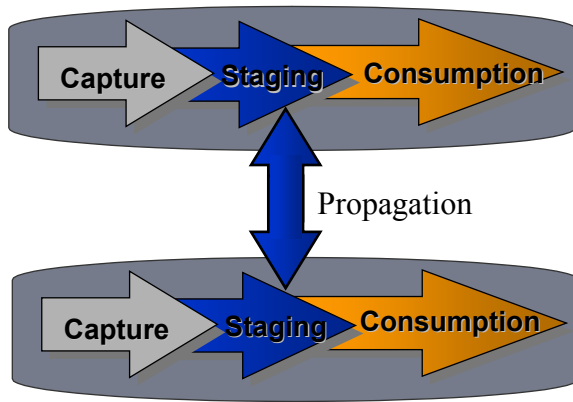 Capture
Staging
Consumption
Propagation
Capture
Staging
Consumption